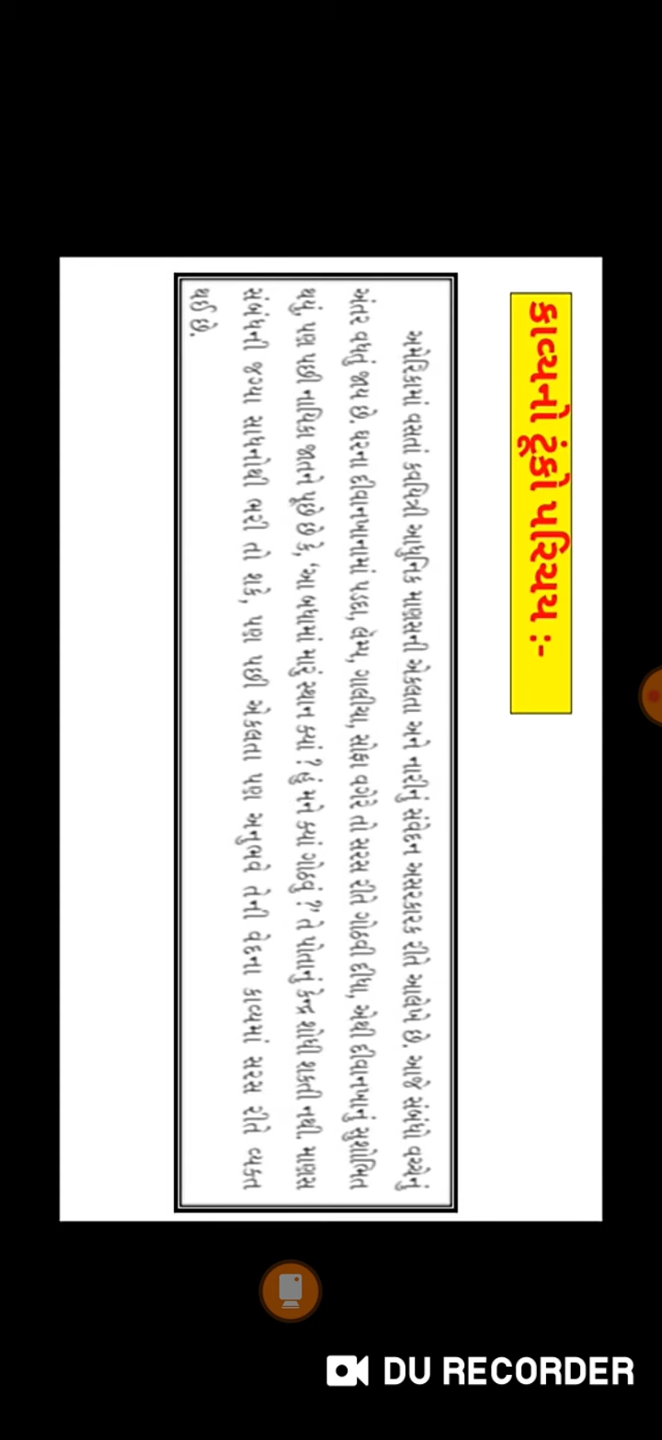 કાવ્યનો ટૂંકો પરિચય :-
અમેરિકામાં વસતાં કવયિત્રી આધુનિક માણસની એકલતા અને નારીનું સંવેદન અસરકારક રીતે આલેખે છે. આજે સંબંધો વચ્ચેનું
અંતર વધતું જાય છે. ઘરના દીવાનખાનામાં પડદા, લેમ્પ, ગાલીચા, સોફા વગેરે તો સરસ રીતે ગોઠવી દીધા, એથી દીવાનખાનું સુશોભિત
થયું, પણ પછી નાયિકા જાતને પૂછે છે કે, ‘આ બધામાં મારું સ્થાન ક્યાં ? હું મને ક્યાં ગોઠવું ?’ તે પોતાનું કેન્દ્ર શોધી શકતી નથી. માણસ
સંબંધની જગ્યા સાધનોથી ભરી તો શકે, પણ પછી એકલતા પણ અનુભવે તેની વેદના કાવ્યમાં સરસ રીતે વ્યક્ત
થઈ છે.
DU RECORDER